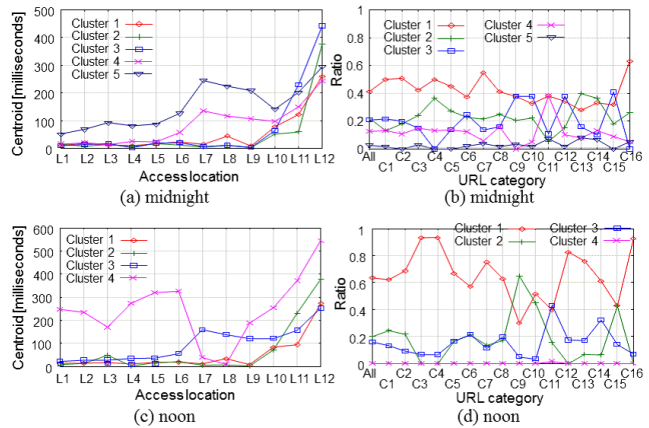 500
400
300
200
100
0
Centroid [milliseconds]
Cluster 1
Cluster 2
Cluster 3
Cluster 4
Cluster 5
L1 L2 L3 L4 L5 L6 L7 L8 L9 L10 L11 L12
Access location
(a) midnight
1
0.8
0.6
0.4
0.2
0
Ratio
Cluster 1
Cluster 2
Cluster 3
Cluster 4
Cluster 5
All C2 C4 C6 C8 C10 C12 C14 C16
C1 C3 C5 C7 C9 C11 C13 C15
URL category
(b) midnight
600
500
400
300
200
100
0
Centroid [milliseconds]
Cluster 1
Cluster 2
Cluster 3
Cluster 4
L1 L2 L3 L4 L5 L6 L7 L8 L9 L10 L11 L12
Access location
(c) noon
1
0.8
0.6
0.4
0.2
0
Ratio
Cluster 1
Cluster 2
Cluster 3
Cluster 4
All C2 C4 C6 C8 C10 C12 C14 C16
C1 C3 C5 C7 C9 C11 C13 C15
URL category
(d) noon